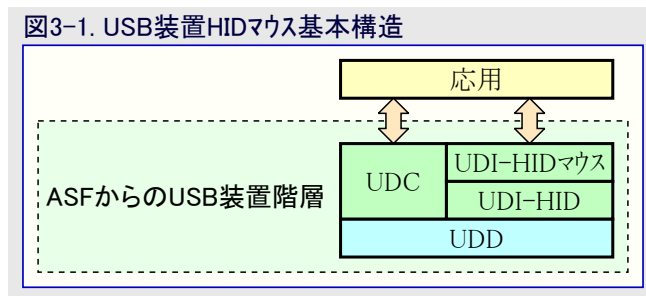 図3-1. USB装置HIDマウス基本構造
応用
ASFからのUSB装置階層
UDC
UDI-HIDマウス
UDI-HID
UDD